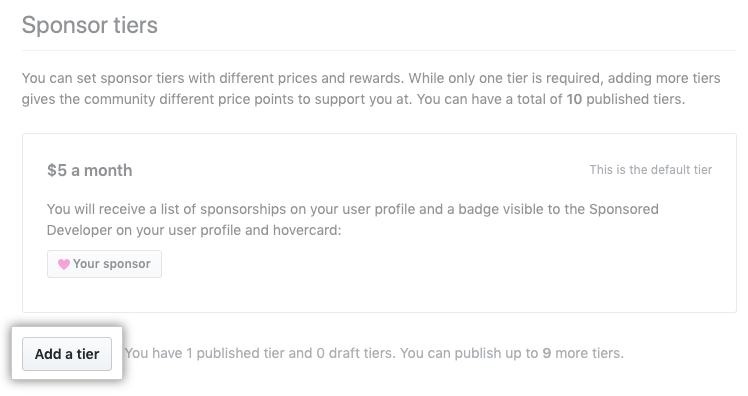 Sponsor tiers
You can set sponsor tiers with different prices and rewards. While only one tier is required, adding more tiers
gives the community different price points to support you at. You can have a total of 10 published tiers.
$5 a month
This is the default tier
You will receive a list of sponsorships on your user profile and a badge visible to the Sponsored
Developer on your user profile and hovercard:
Your sponsor
Add a tier
You have 1 published tier and 0 draft tiers. You can publish up to 9 more tiers.